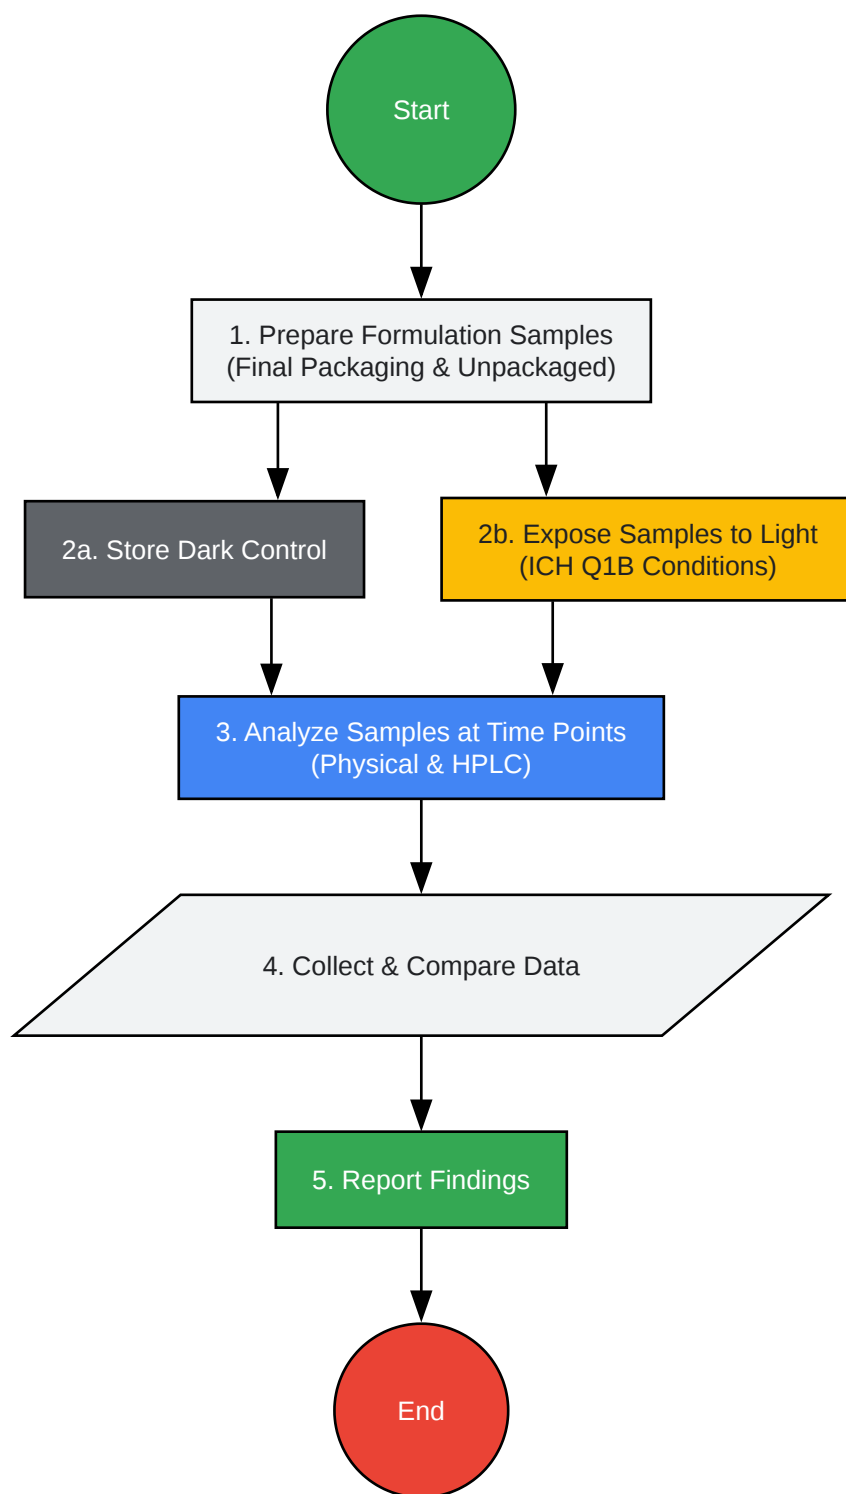 Start
1. Prepare Formulation Samples
(Final Packaging & Unpackaged)
2a. Store Dark Control
2b. Expose Samples to Light
(ICH Q1B Conditions)
3. Analyze Samples at Time Points
(Physical & HPLC)
4. Collect & Compare Data
5. Report Findings
End